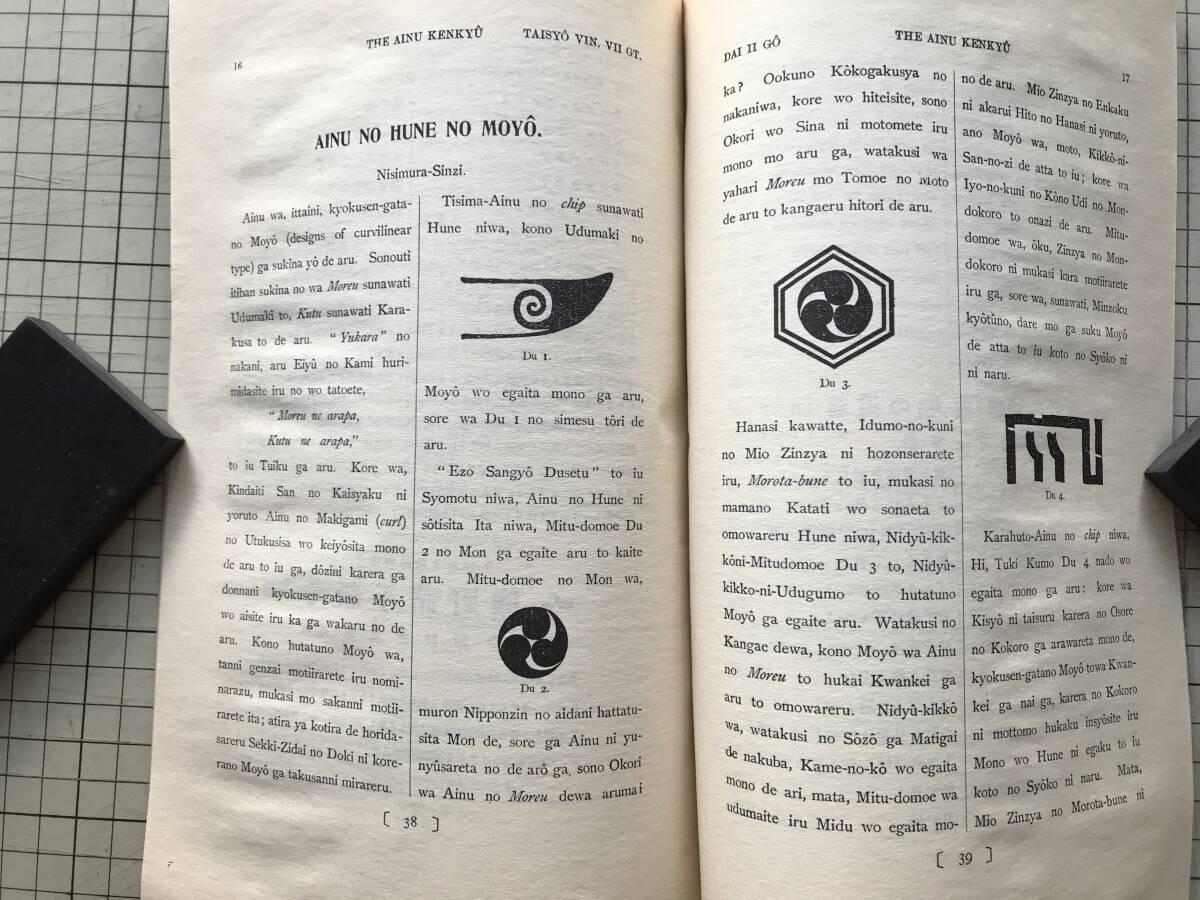 THE AINU KENKYÛ TAISYÔ VIN. VII GT.
16
AINU NO HUNE NO MOYÔ.
Nisimura-Sinzi.
Ainu wa, ittaini, kyokusen-gata-
no Moyô (designs of curvilinear
type) ga sukina yô de aru. Sonouti
itiban sukina no wa Moreu sunawati
Udumaki to, Kutu sunawati Kara-
kusa to de aru. "Yukara" no
nakani, aru Eiyû no Kami huri-
midasite iru no wo tatoete,
"Moreu ne arapa,
Kutu ne arapa,"
to iu Tuiku ga aru. Kore wa,
Kindaiti San no Kaisyaku ni
yoruto Ainu no Makigami (curl)
no Utukusisa wo keiyôsita mono
de aru to iu ga, dôzini karera ga
donnani kyokusen-gatano Moyô
wo aisite iru ka ga wakaru no de
aru. Kono hutatuno Moyô wa,
tanni genzai motiirarete iru nomi-
narazu, mukasi mo sakanni motii-
rarete ita; atira ya kotira de horida-
sareru Sekki-Zidai no Doki ni kore-
rano Moyô ga takusanni mirareru.
Tisima-Ainu no chip sunawati
Hune niwa, kono Udumaki no
Du 1.
Moyô wo egaita mono ga aru,
sore wa Du 1 no simesu tôri de
aru.
"Ezo Sangyô Dusetu" to iu
Syomotu niwa, Ainu no Hune ni
sôtisita Ita niwa, Mitu-domoe Du
2 no Mon ga egaite aru to kaite
aru. Mitu-domoe no Mon wa,
Du 2.
muron Nipponzin no aidani hattatu-
sita Mon de, sore ga Ainu ni yu-
nyûsareta no de arô ga, sono Okori
wa Ainu no Moreu dewa arumai
[ 38 ]
DAI II GÔ THE AINU KENKYÛ
17
ka? Ookuno Kôkogakusya no
nakaniwa, kore wo hiteisite, sono
Okori wo Sina ni motomete iru
mono mo aru ga, watakusi wa
yahari Moreu mo Tomoe no Moto
de aru to kangaeru hitori de aru.
Du 3.
Hanasi kawatte, Idumo-no-kuni
no Mio Zinzya ni hozonserarete
iru, Morota-bune to iu, mukasi no
mamano Katati wo sonaeta to
omowareru Hune niwa, Nidyû-kik-
kôni-Mitudomoe Du 3 to, Nidyû-
kikko-ni-Udugumo to hutatuno
Moyô ga egaite aru. Watakusi no
Kangae dewa, kono Moyô wa Ainu
no Moreu to hukai Kwankei ga
aru to omowareru. Nidyû-kikkô
wa, watakusi no Sôzô ga Matigai
de nakuba, Kame-no-kô wo egaita
mono de ari, mata, Mitu-domoe wa
udumaite iru Midu wo egaita mo-
no de aru. Mio Zinzya no Enkaku
ni akarui Hito no Hanasi ni yoruto,
ano Moyô wa, moto, Kikkô-ni-
San-no-zi de atta to iu; kore wa
Iyo-no-kuni no Kôno Udi no Mon-
dokoro to onazi de aru. Mitu-
domoe wa, ôku, Zinzya no Mon-
dokoro ni mukasi kara motiirarete
iru ga, sore wa, sunawati, Minzoku
kyôtûno, dare mo ga suku Moyô
de atta to iu koto no Syôko ni
ni naru.
Du 4.
Karahuto-Ainu no chip niwa,
Hi, Tuki Kumo Du 4 nado wo
egaita mono ga aru: kore wa
Kisyô ni taisuru karera no Osore
no Kokoro ga arawareta mono de,
kyokusen-gatano Moyô towa Kwan-
kei ga nai ga, karera no Kokoro
ni mottomo hukaku insyôsite iru
Mono wo Hune ni egaku to iu
koto no Syôko ni naru. Mata,
Mio Zinzya no Morota-bune ni
[ 39 ]